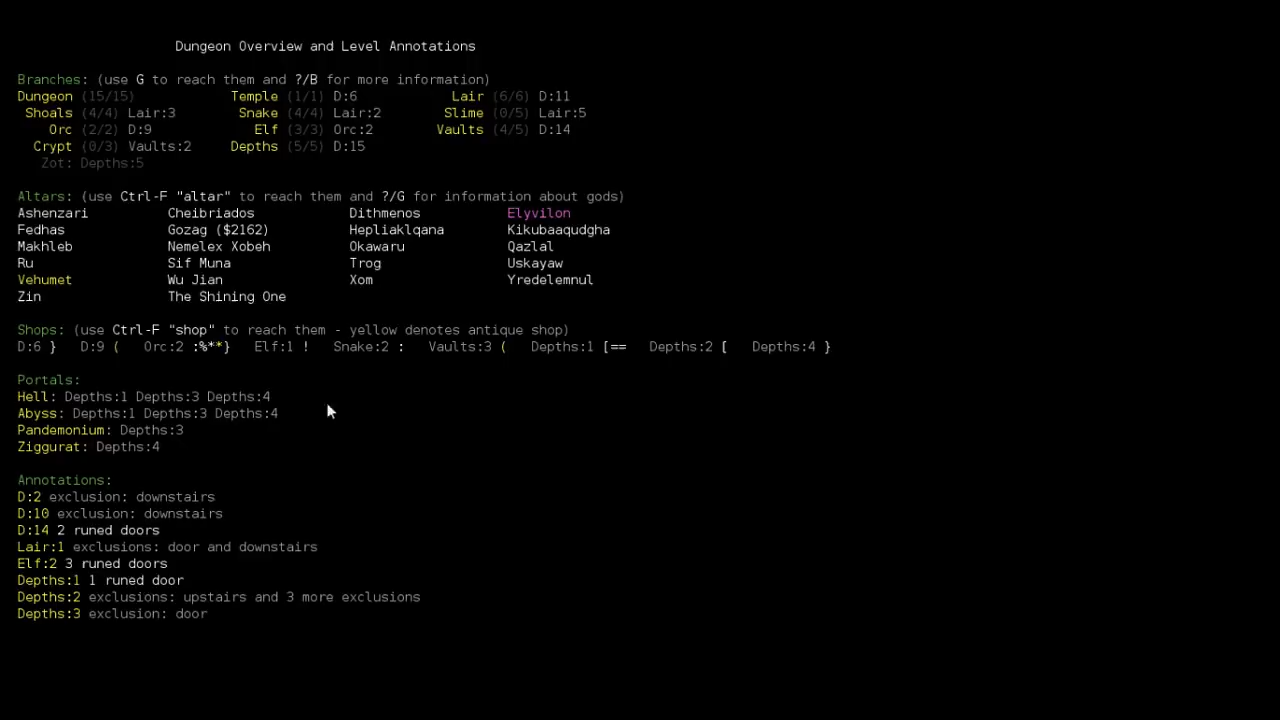 Dungeon Overview and Level Annotations
Branches: (use G to reach them and ?/B for more information)
Dungeon (15/15) Temple (1/1) D:6 Lair (6/6) D:11
Shoals (4/4) Lair:3 Snake (4/4) Lair:2 Slime (0/5) Lair:5
Orc (2/2) D:9 Elf (3/3) Orc:2 Vaults (4/5) D:14
Crypt (0/3) Vaults:2 Depths (5/5) D:15
Zot: Depths:5
Altars: (use Ctrl-F "altar" to reach them and ?/G for information about gods)
Ashenzari Cheibriados Dithmenos Elyvilon
Fedhas Gozag ($2162) Hepliaklqana Kikubaaqudgha
Makhleb Nemelex Xobeh Okawaru Qazlal
Ru Sif Muna Trog Uskayaw
Vehumet Wu Jian Xom Yredelemnul
Zin The Shining One
Shops: (use Ctrl-F "shop" to reach them - yellow denotes antique shop)
D:6 } D:9 ( Orc:2 :%**} Elf:1 ! Snake:2 : Vaults:3 ( Depths:1 [== Depths:2 [ Depths:4 }
Portals:
Hell: Depths:1 Depths:3 Depths:4
Abyss: Depths:1 Depths:3 Depths:4
Pandemonium: Depths:3
Ziggurat: Depths:4
Annotations:
D:2 exclusion: downstairs
D:10 exclusion: downstairs
D:14 2 runed doors
Lair:1 exclusions: door and downstairs
Elf:2 3 runed doors
Depths:1 1 runed door
Depths:2 exclusions: upstairs and 3 more exclusions
Depths:3 exclusion: door